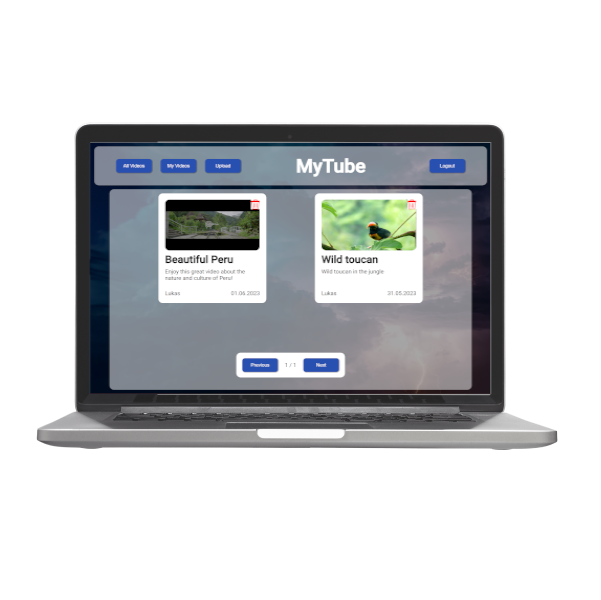 All Videos
My Videos
Upload
MyTube
Logout
Beautiful Peru
Enjoy this great video about the
nature and culture of Peru!
Lukas
01.06.2023
Wild toucan
Wild toucan in the jungle
Lukas
31.05.2023
Previous
1 / 1
Next